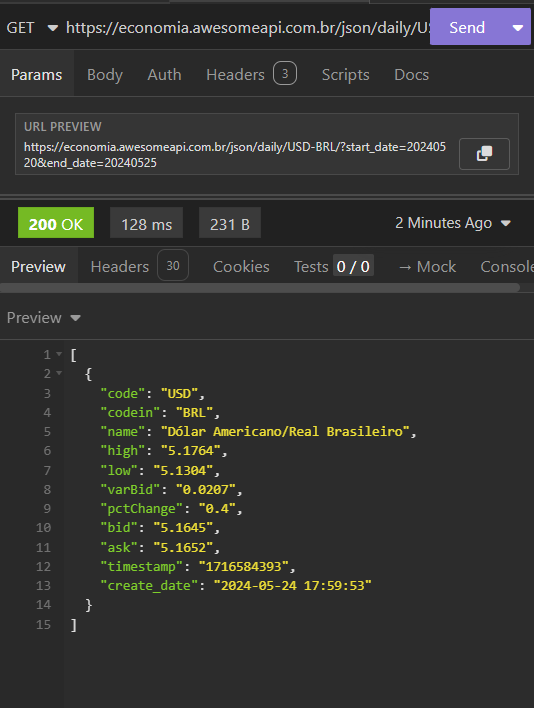 GET https://economia.awesomeapi.com.br/json/daily/US Send
Params Body Auth Headers 3 Scripts Docs
URL PREVIEW
https://economia.awesomeapi.com.br/json/daily/USD-BRL/?start_date=202405
20&end_date=20240525
200 OK 128 ms 231 B 2 Minutes Ago
Preview Headers 30 Cookies Tests 0 / 0 → Mock Console
Preview
1 [
2 {
3 "code": "USD",
4 "codein": "BRL",
5 "name": "Dólar Americano/Real Brasileiro",
6 "high": "5.1764",
7 "low": "5.1304",
8 "varBid": "0.0207",
9 "pctChange": "0.4",
10 "bid": "5.1645",
11 "ask": "5.1652",
12 "timestamp": "1716584393",
13 "create_date": "2024-05-24 17:59:53"
14 }
15 ]